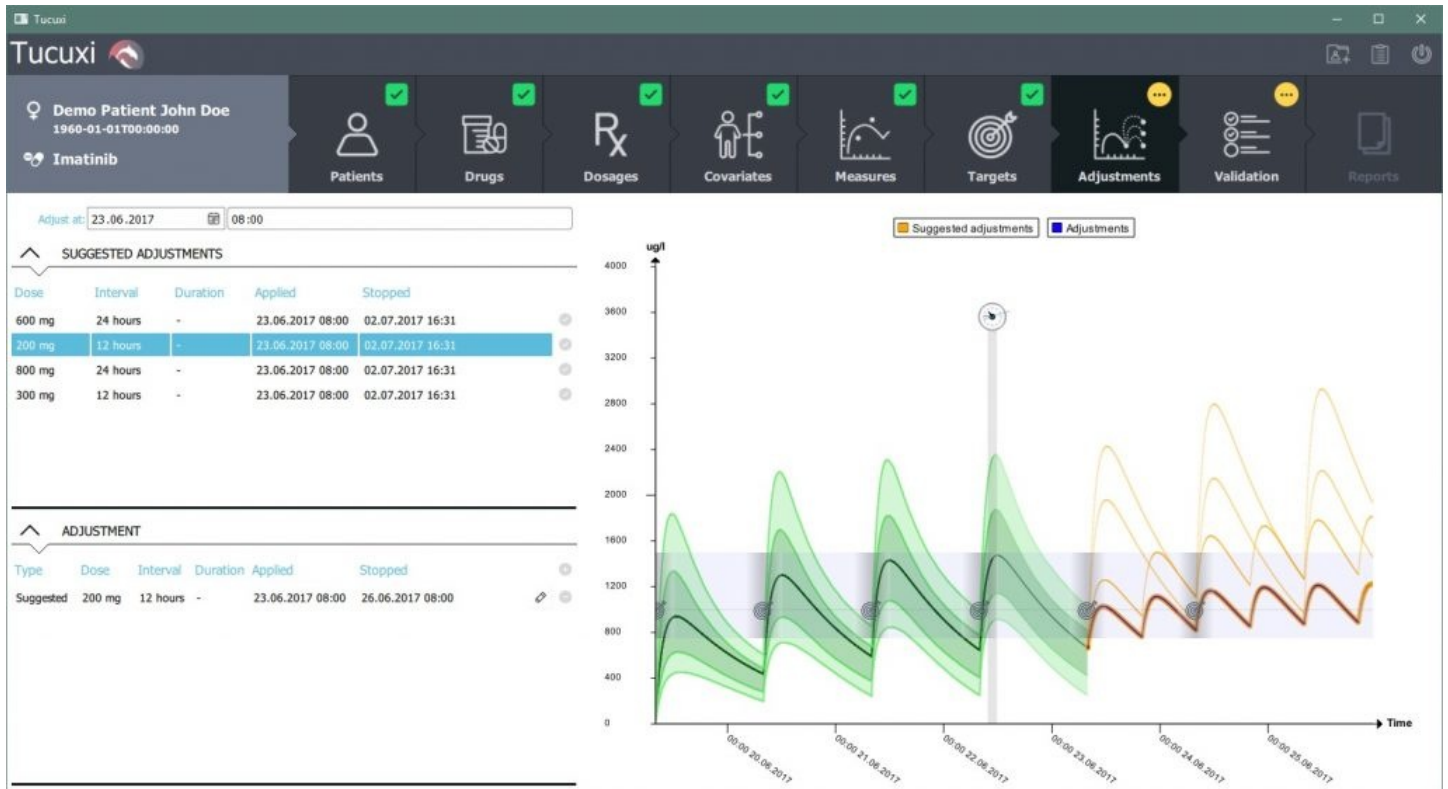 Tucuxi
Tucuxi
Demo Patient John Doe
1960-01-01T00:00:00
Imatinib
Patients
Drugs
Rx
Dosages
Covariates
Measures
Targets
Adjustments
Validation
Reports
Adjust at: 23.06.2017 08:00
SUGGESTED ADJUSTMENTS
Dose Interval Duration Applied Stopped
600 mg 24 hours - 23.06.2017 08:00 02.07.2017 16:31
200 mg 12 hours - 23.06.2017 08:00 02.07.2017 16:31
800 mg 24 hours - 23.06.2017 08:00 02.07.2017 16:31
300 mg 12 hours - 23.06.2017 08:00 02.07.2017 16:31
ADJUSTMENT
Type Dose Interval Duration Applied Stopped
Suggested 200 mg 12 hours - 23.06.2017 08:00 26.06.2017 08:00
Suggested adjustments Adjustments
ug/l
4000
3600
3200
2800
2400
2000
1600
1200
800
400
0
Time
00:00 20.06.2017
00:00 21.06.2017
00:00 22.06.2017
00:00 23.06.2017
00:00 24.06.2017
00:00 25.06.2017